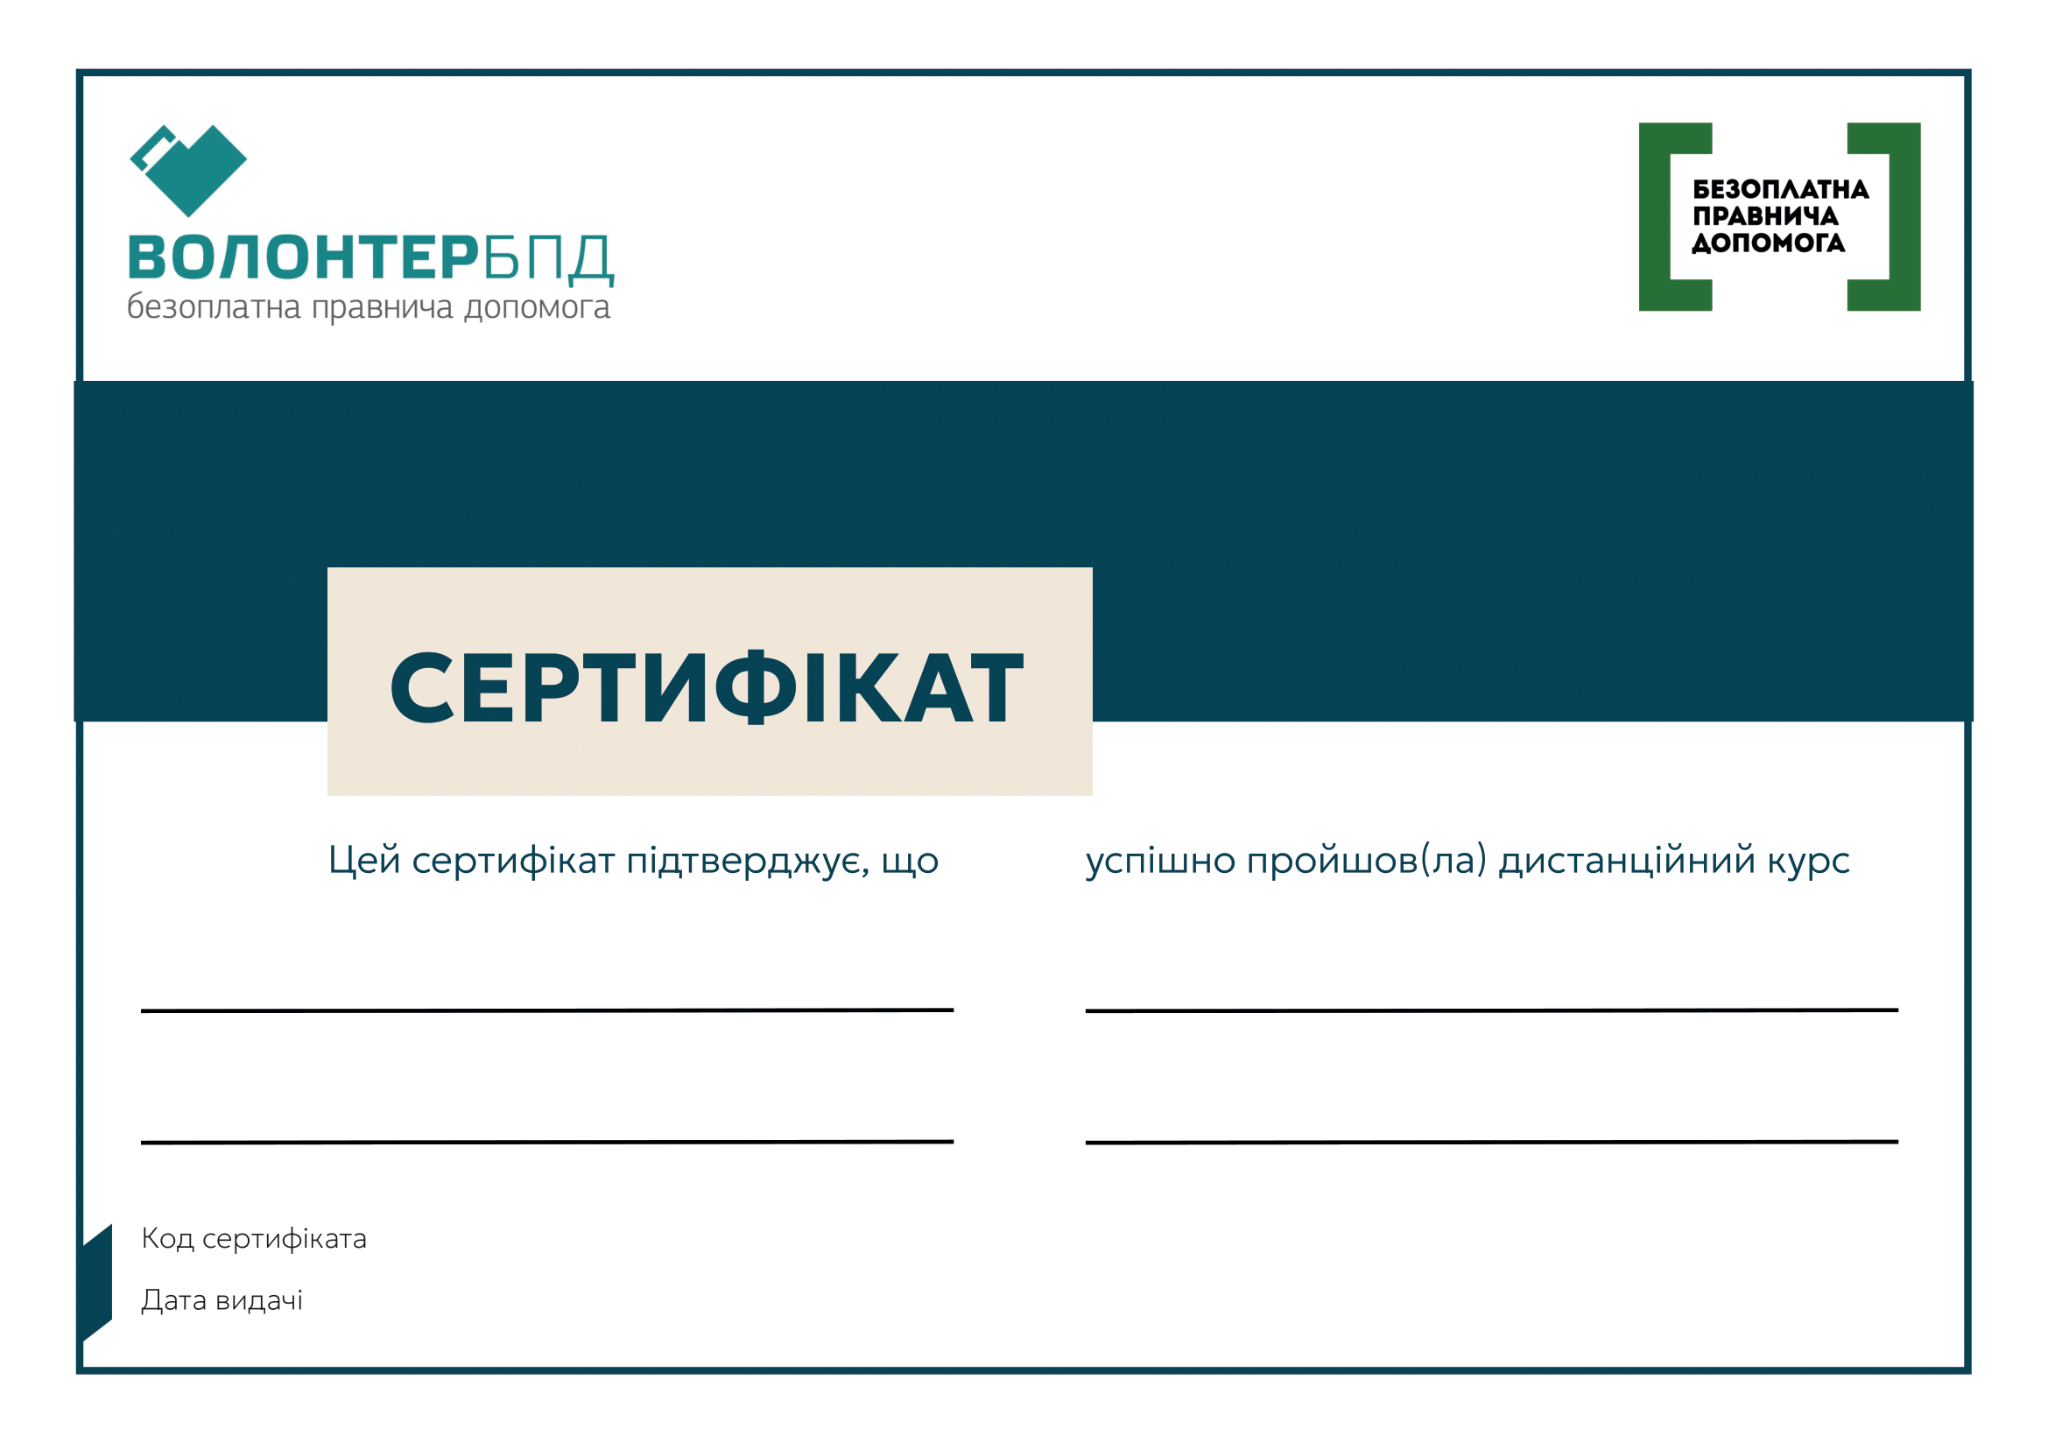 ВОЛОНТЕРБПД
безоплатна правнича допомога
БЕЗОПЛАТНА
ПРАВНИЧА
ДОПОМОГА
СЕРТИФІКАТ
Цей сертифікат підтверджує, що
успішно пройшов(ла) дистанційний курс
Код сертифіката
Дата видачі